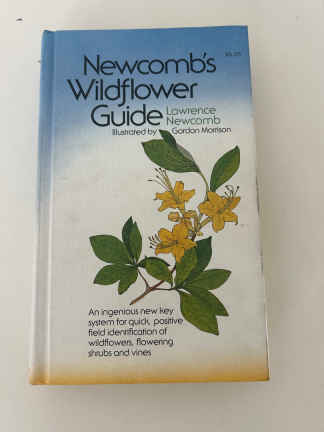 Newcomb's
Wildflower
Guide
Lawrence
Newcomb
Illustrated by Gordon Morrison
An ingenious new key
system for quick, positive
field identification of
wildflowers, flowering
shrubs and vines